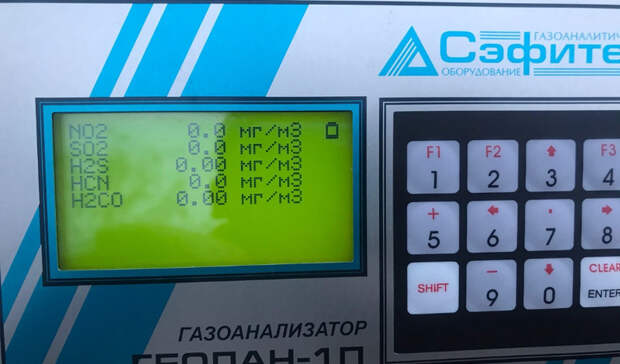 ГАЗОАНАЛИТИЧ
Сэфите
ОБОРУДОВАНИЕ
NO2 0.0 мг/м3
SO2 0.0 мг/м3
H2S 0.00 мг/м3
HCN 0.0 мг/м3
H2CO 0.00 мг/м3
F1 F2 F3
1 2 3 4
+
5 6 7 8
SHIFT
−
9 0
CLEAR
ENTER
ГАЗОАНАЛИЗАТОР
ГЕОПАН-1П